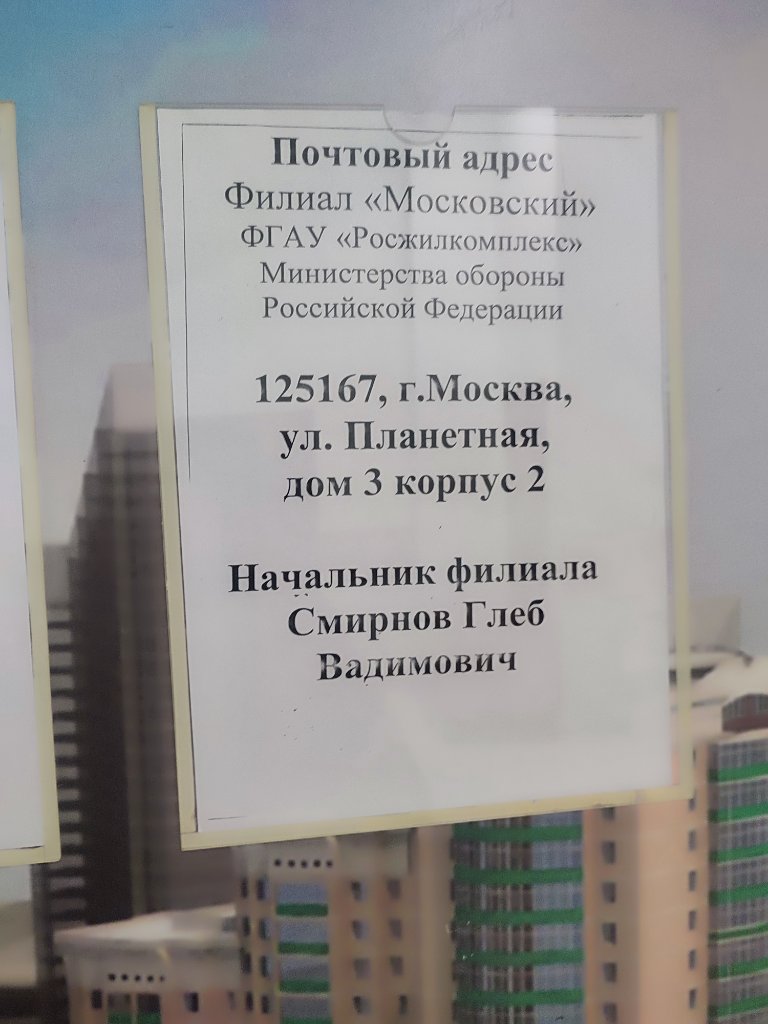 Почтовый адрес
Филиал «Московский»
ФГАУ «Росжилкомплекс»
Министерства обороны
Российской Федерации
125167, г.Москва,
ул. Планетная,
дом 3 корпус 2
Начальник филиала
Смирнов Глеб
Вадимович